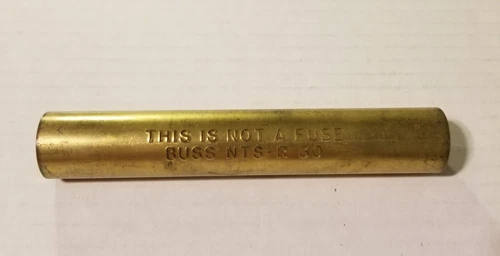 THIS IS NOT A FUSE
BUSS NTS-R 30